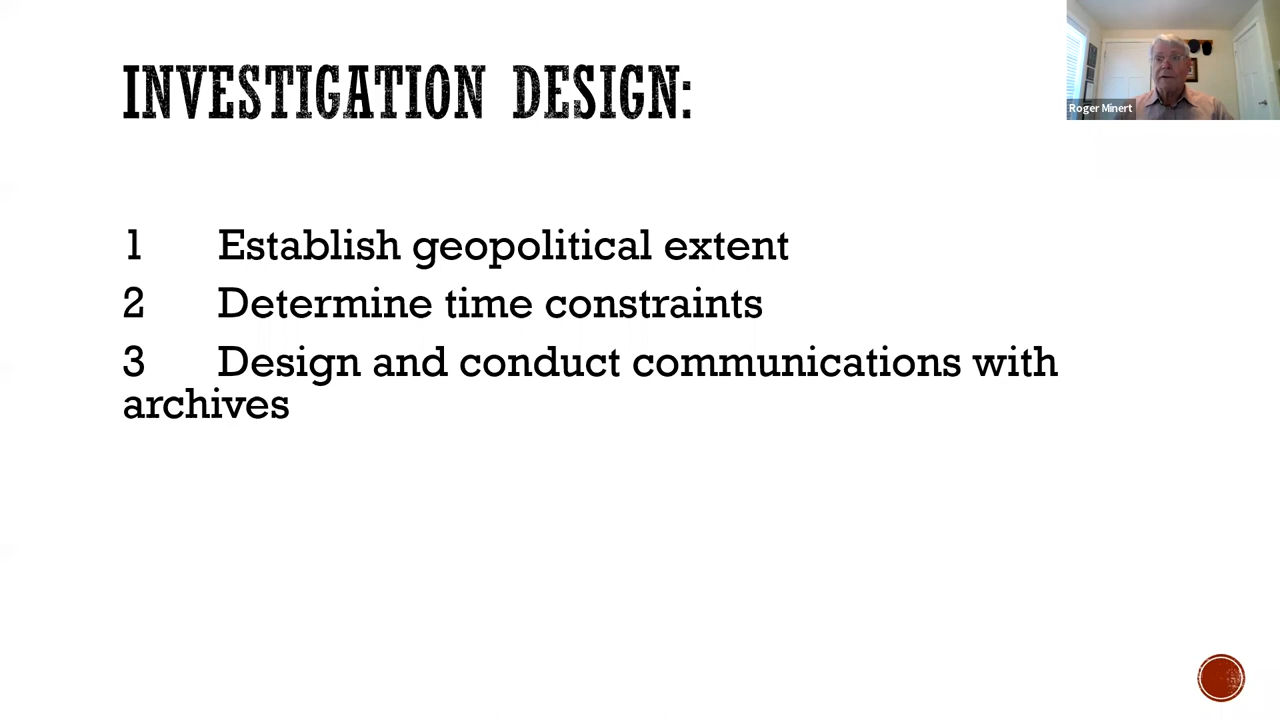 INVESTIGATION DESIGN:
Roger Minert
1 Establish geopolitical extent
2 Determine time constraints
3 Design and conduct communications with
archives